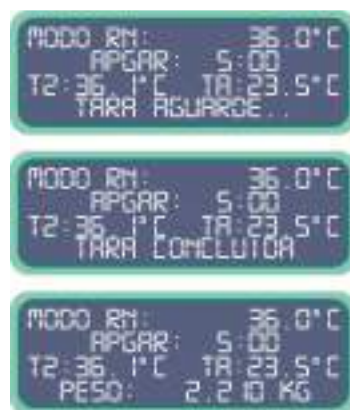 MODO RN: 36.0°C
APGAR: 5:00
T2:36.1°C TA:23.5°C
TARA AGUARDE..
MODO RN: 36.0°C
APGAR: 5:00
T2:36.1°C TA:23.5°C
TARA CONCLUIDA
MODO RN: 36.0°C
APGAR: 5:00
T2:36.1°C TA:23.5°C
PESO: 2.210 KG